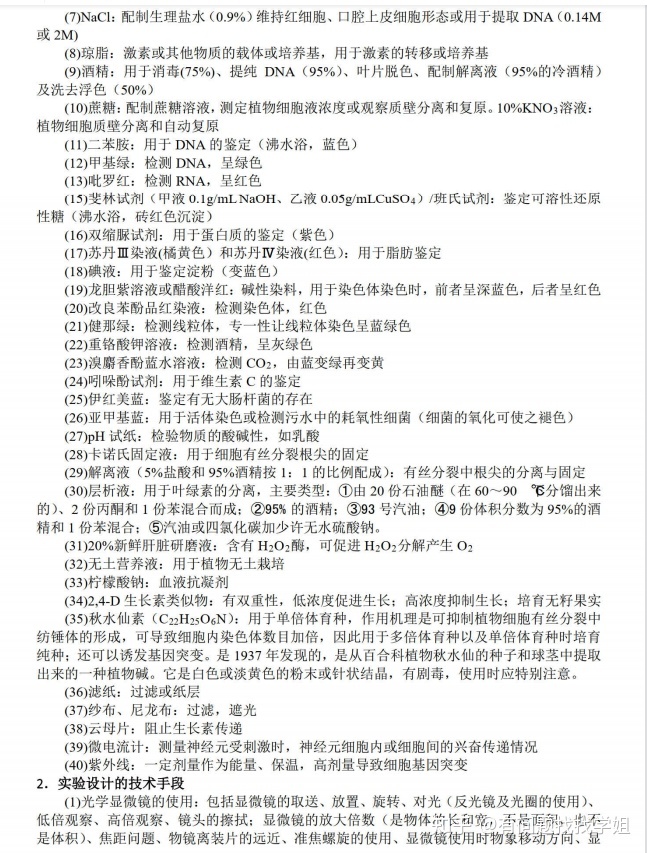 (7)NaCl：配制生理盐水（0.9%）维持红细胞、口腔上皮细胞形态或用于提取 DNA（0.14M
或 2M)
(8)琼脂：激素或其他物质的载体或培养基，用于激素的转移或培养基
(9)酒精：用于消毒(75%)、提纯 DNA（95%）、叶片脱色、配制解离液（95%的冷酒精）
及洗去浮色（50%）
(10)蔗糖：配制蔗糖溶液，测定植物细胞液浓度或观察质壁分离和复原。10%KNO₃溶液：
植物细胞质壁分离和自动复原
(11)二苯胺：用于 DNA 的鉴定（沸水浴，蓝色）
(12)甲基绿：检测 DNA，呈绿色
(13)吡罗红：检测 RNA，呈红色
(15)斐林试剂（甲液 0.1g/mL NaOH、乙液 0.05g/mLCuSO₄）/班氏试剂：鉴定可溶性还原
性糖（沸水浴，砖红色沉淀）
(16)双缩脲试剂：用于蛋白质的鉴定（紫色）
(17)苏丹Ⅲ染液(橘黄色）和苏丹Ⅳ染液(红色）：用于脂肪鉴定
(18)碘液：用于鉴定淀粉（变蓝色）
(19)龙胆紫溶液或醋酸洋红：碱性染料，用于染色体染色时，前者呈深蓝色，后者呈红色
(20)改良苯酚品红染液：检测染色体，红色
(21)健那绿：检测线粒体，专一性让线粒体染色呈蓝绿色
(22)重铬酸钾溶液：检测酒精，呈灰绿色
(23)溴麝香酚蓝水溶液：检测 CO₂，由蓝变绿再变黄
(24)吲哚酚试剂：用于维生素 C 的鉴定
(25)伊红美蓝：鉴定有无大肠杆菌的存在
(26)亚甲基蓝：用于活体染色或检测污水中的耗氧性细菌（细菌的氧化可使之褪色）
(27)pH 试纸：检验物质的酸碱性，如乳酸
(28)卡诺氏固定液：用于细胞有丝分裂根尖的固定
(29)解离液（5%盐酸和 95%酒精按 1：1 的比例配成）：有丝分裂中根尖的分离与固定
(30)层析液：用于叶绿素的分离，主要类型：①由 20 份石油醚（在 60～90 ℃分馏出来
的）、2 份丙酮和 1 份苯混合而成；②95% 的酒精；③93 号汽油；④9 份体积分数为 95%的酒
精和 1 份苯混合；⑤汽油或四氯化碳加少许无水硫酸钠。
(31)20%新鲜肝脏研磨液：含有 H₂O₂酶，可促进 H₂O₂分解产生 O₂
(32)无土营养液：用于植物无土栽培
(33)柠檬酸钠：血液抗凝剂
(34)2,4-D 生长素类似物：有双重性，低浓度促进生长；高浓度抑制生长；培育无籽果实
(35)秋水仙素（C₂₂H₂₅O₆N）：用于单倍体育种，作用机理是可抑制植物细胞有丝分裂中
纺锤体的形成，可导致细胞内染色体数目加倍，因此用于多倍体育种以及单倍体育种时培育
纯种；还可以诱发基因突变。是 1937 年发现的，是从百合科植物秋水仙的种子和球茎中提取
出来的一种植物碱。它是白色或淡黄色的粉末或针状结晶，有剧毒，使用时应特别注意。
(36)滤纸：过滤或纸层
(37)纱布、尼龙布：过滤，遮光
(38)云母片：阻止生长素传递
(39)微电流计：测量神经元受刺激时，神经元细胞内或细胞间的兴奋传递情况
(40)紫外线：一定剂量作为能量、保温，高剂量导致细胞基因突变
2．实验设计的技术手段
(1)光学显微镜的使用：包括显微镜的取送、放置、旋转、对光（反光镜及光圈的使用）、
低倍观察、高倍观察、镜头的擦拭；显微镜的放大倍数（是物体的长和宽，不是面积，也不
是体积）、焦距问题、物镜离装片的远近、准焦螺旋的使用、显微镜使用时物象移动方向、显
知乎 @有问题找找学姐